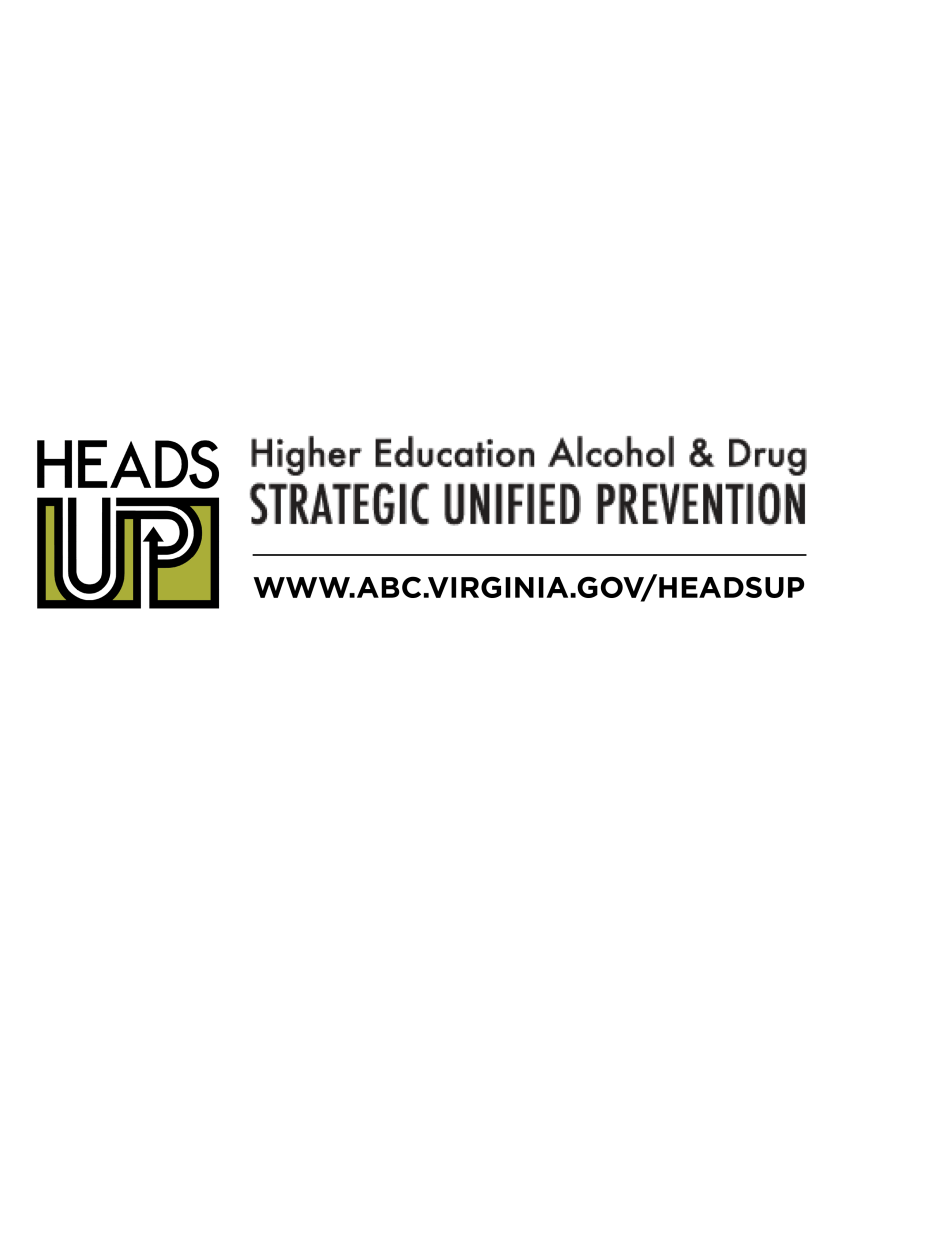 HEADS
UP
Higher Education Alcohol & Drug
STRATEGIC UNIFIED PREVENTION
WWW.ABC.VIRGINIA.GOV/HEADSUP